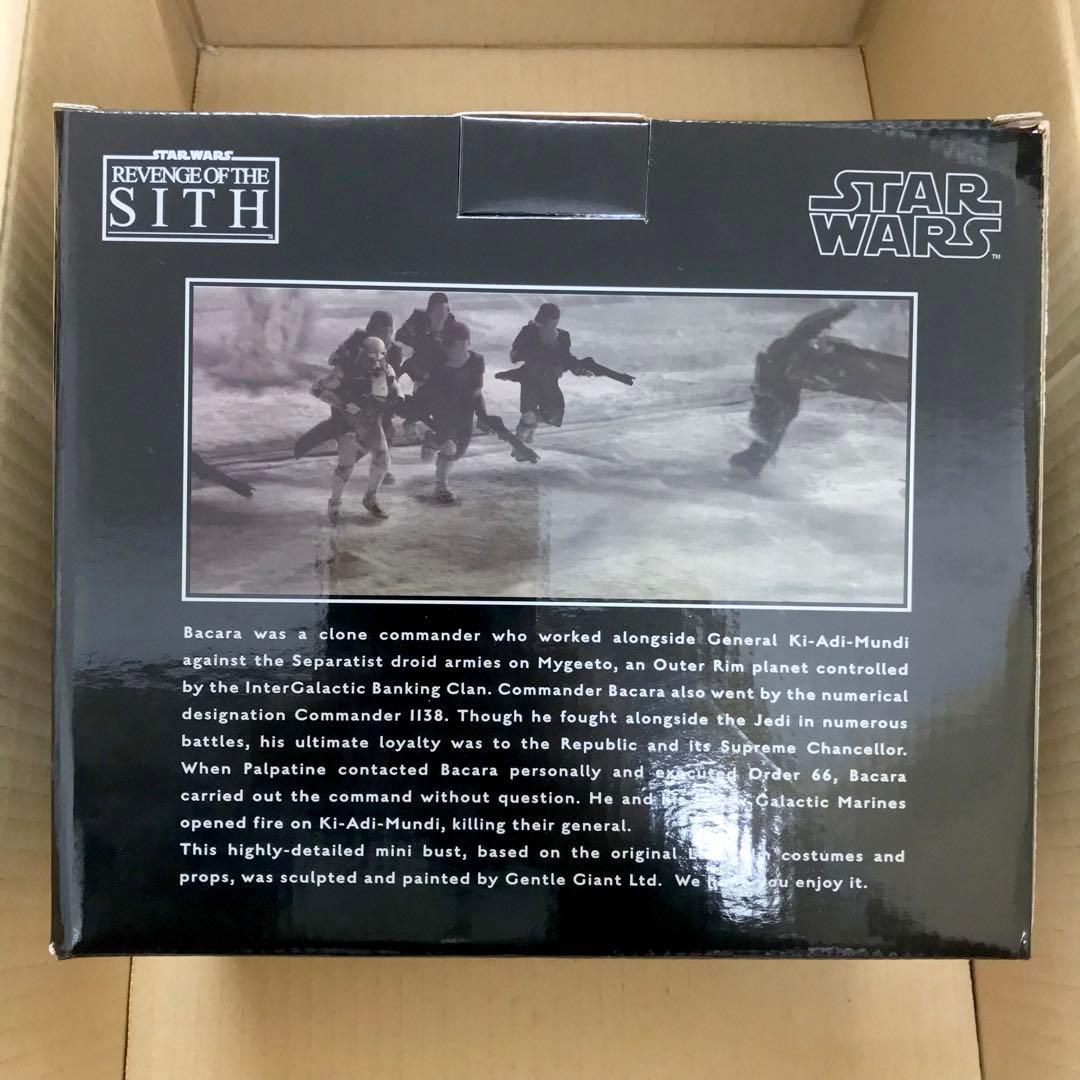 STAR WARS
REVENGE OF THE
SITH
STAR
WARS
TM
Bacara was a clone commander who worked alongside General Ki-Adi-Mundi
against the Separatist droid armies on Mygeeto, an Outer Rim planet controlled
by the InterGalactic Banking Clan. Commander Bacara also went by the numerical
designation Commander 1138. Though he fought alongside the Jedi in numerous
battles, his ultimate loyalty was to the Republic and its Supreme Chancellor.
When Palpatine contacted Bacara personally and executed Order 66, Bacara
carried out the command without question. He and his Galactic Marines
opened fire on Ki-Adi-Mundi, killing their general.
This highly-detailed mini bust, based on the original costumes and
props, was sculpted and painted by Gentle Giant Ltd. We you enjoy it.